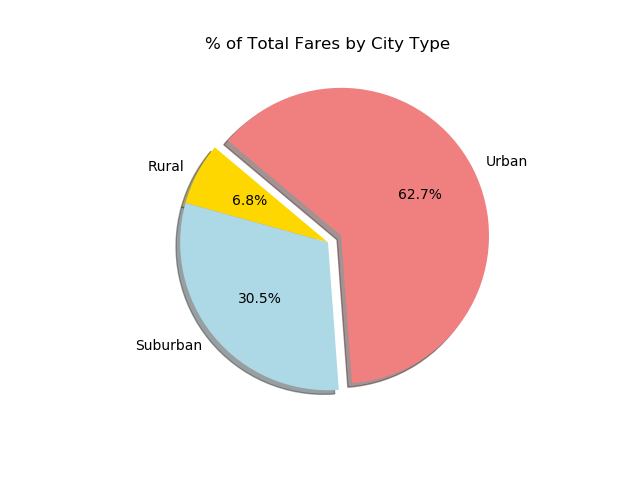 % of Total Fares by City Type
Urban
Rural
62.7%
6.8%
30.5%
Suburban